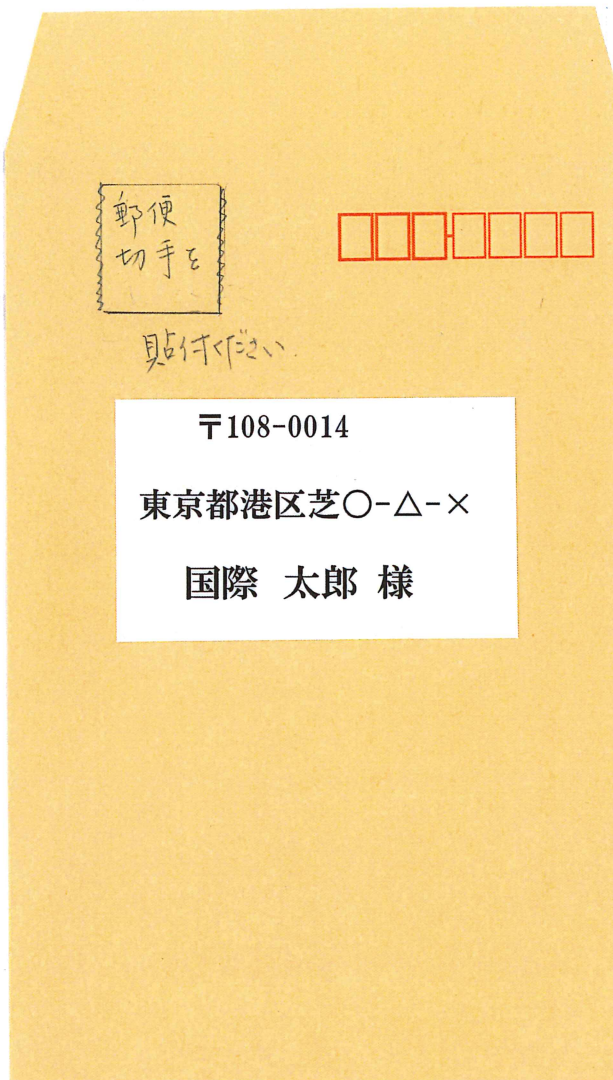 郵便
切手を
貼付ください.
〒108-0014
東京都港区芝○-△-×
国際 太郎 様